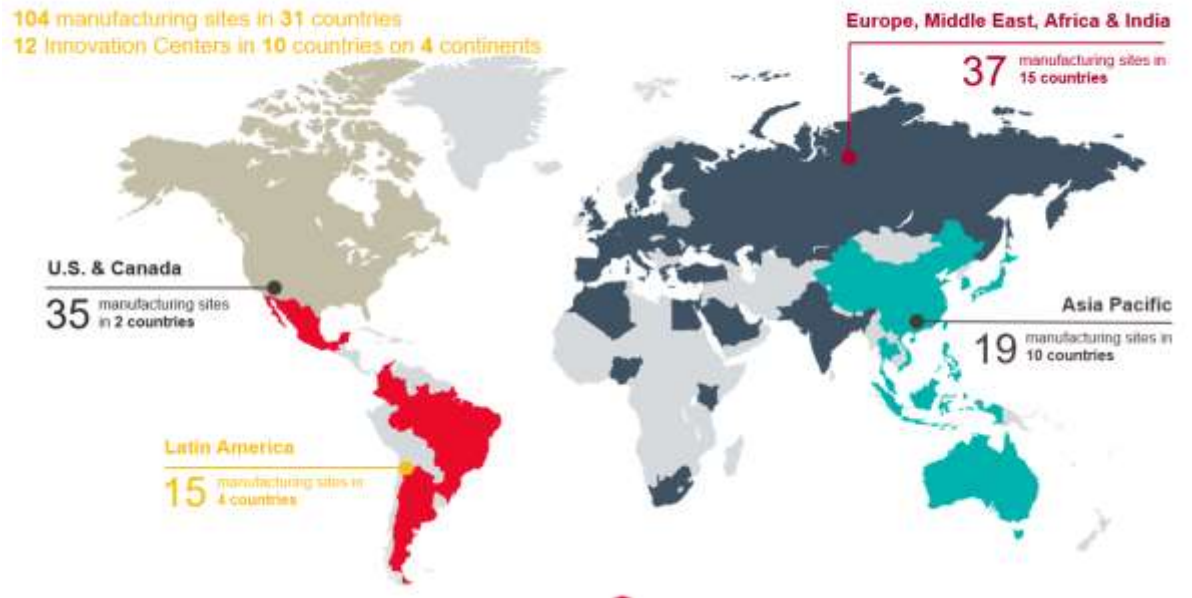 104 manufacturing sites in 31 countries
12 Innovation Centers in 10 countries on 4 continents
Europe, Middle East, Africa & India
37 manufacturing sites in
15 countries
U.S. & Canada
35 manufacturing sites
in 2 countries
Asia Pacific
19 manufacturing sites in
10 countries
Latin America
15 manufacturing sites in
4 countries